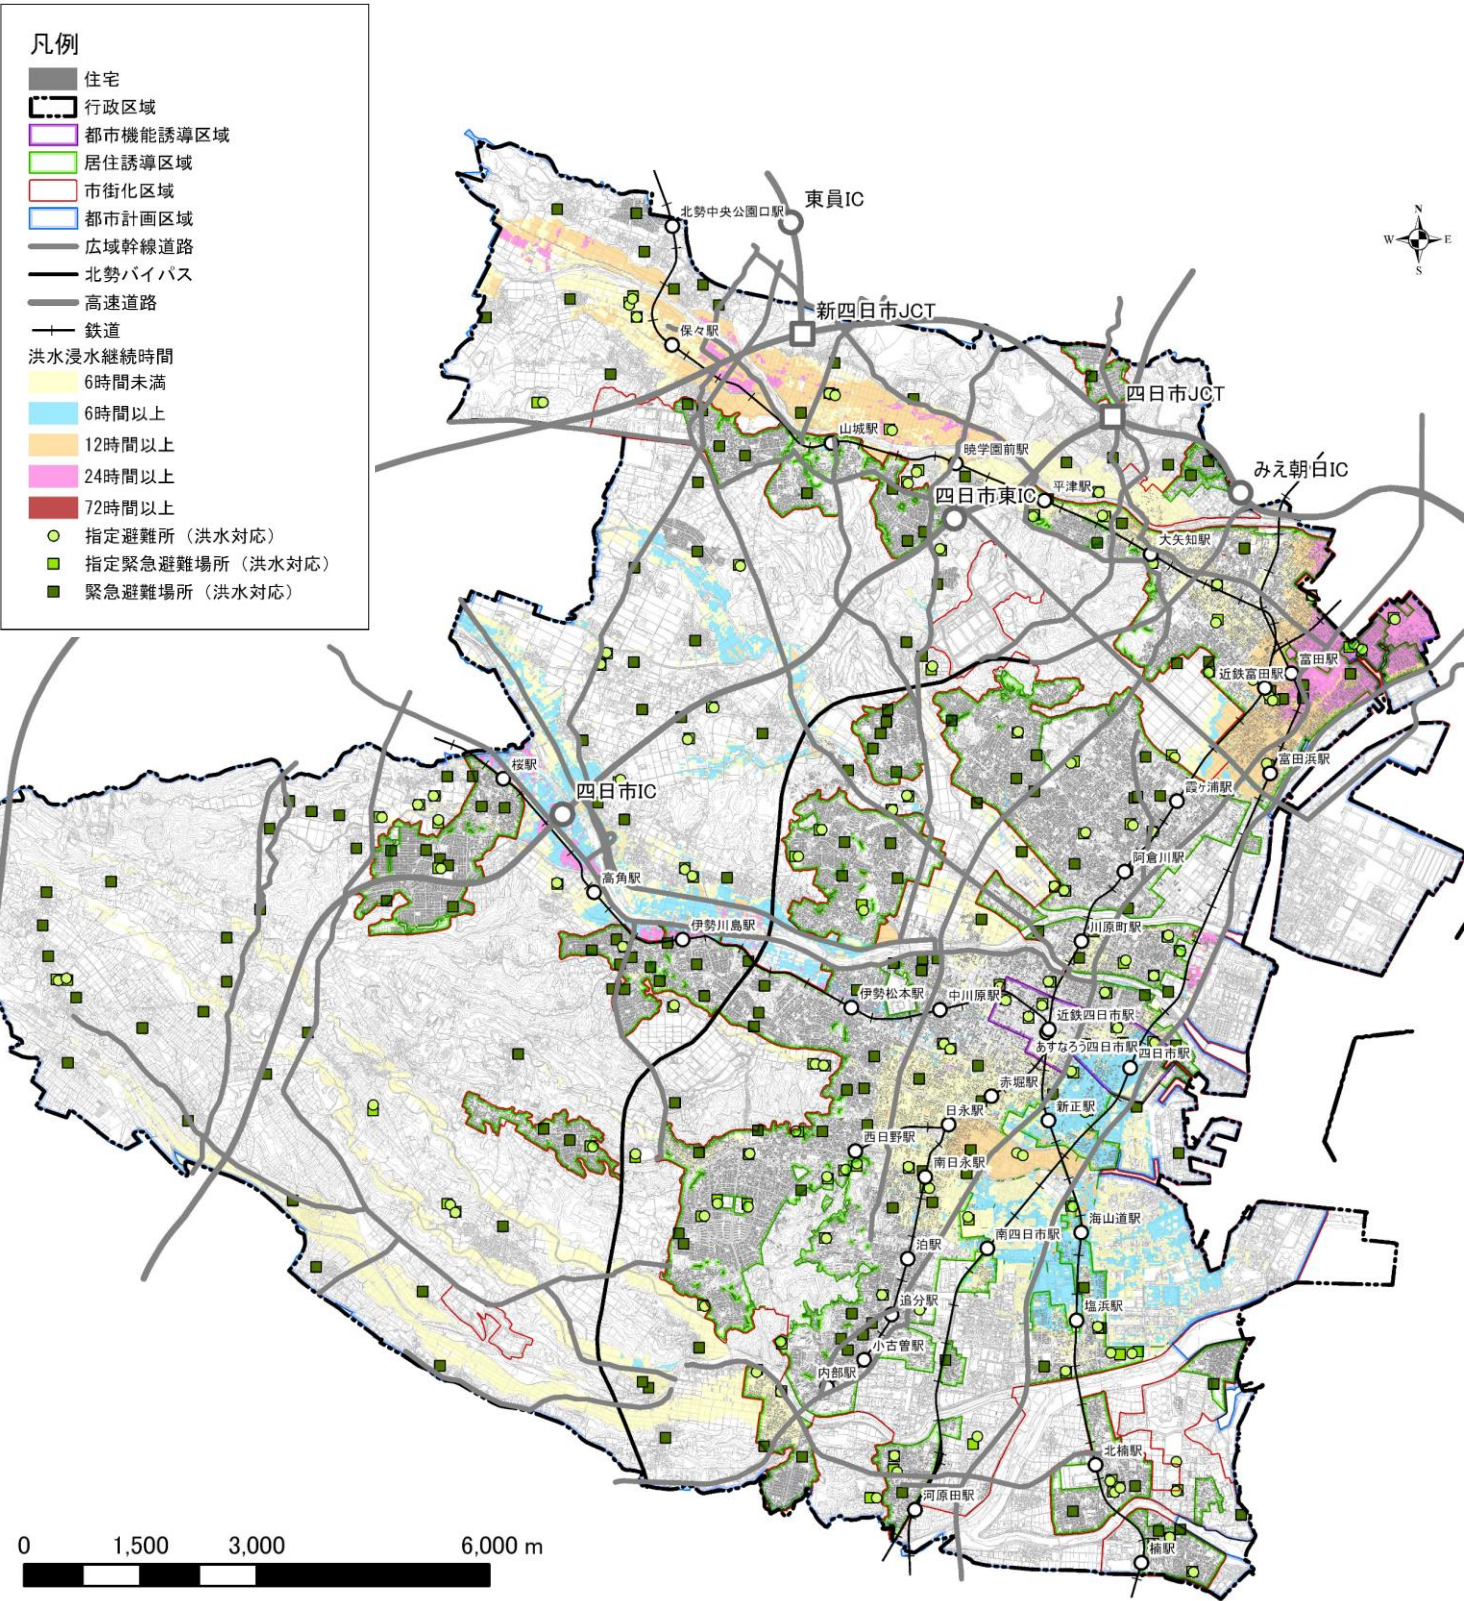 凡例
住宅
行政区域
都市機能誘導区域
居住誘導区域
市街化区域
都市計画区域
広域幹線道路
北勢バイパス
高速道路
鉄道
洪水浸水継続時間
6時間未満
6時間以上
12時間以上
24時間以上
72時間以上
指定避難所（洪水対応）
指定緊急避難場所（洪水対応）
緊急避難場所（洪水対応）
N
W
E
S
東員IC
北勢中央公園口駅
新四日市JCT
保々駅
四日市JCT
山城駅
暁学園前駅
みえ朝日IC
平津駅
四日市東IC
大矢知駅
富田駅
近鉄富田駅
富田浜駅
桜駅
四日市IC
霞ヶ浦駅
阿倉川駅
高角駅
伊勢川島駅
川原町駅
伊勢松本駅
中川原駅
近鉄四日市駅
あすなろう四日市駅
四日市駅
赤堀駅
新正駅
日永駅
西日野駅
南日永駅
海山道駅
南四日市駅
泊駅
追分駅
塩浜駅
小古曽駅
内部駅
北楠駅
河原田駅
楠駅
0
1,500
3,000
6,000 m